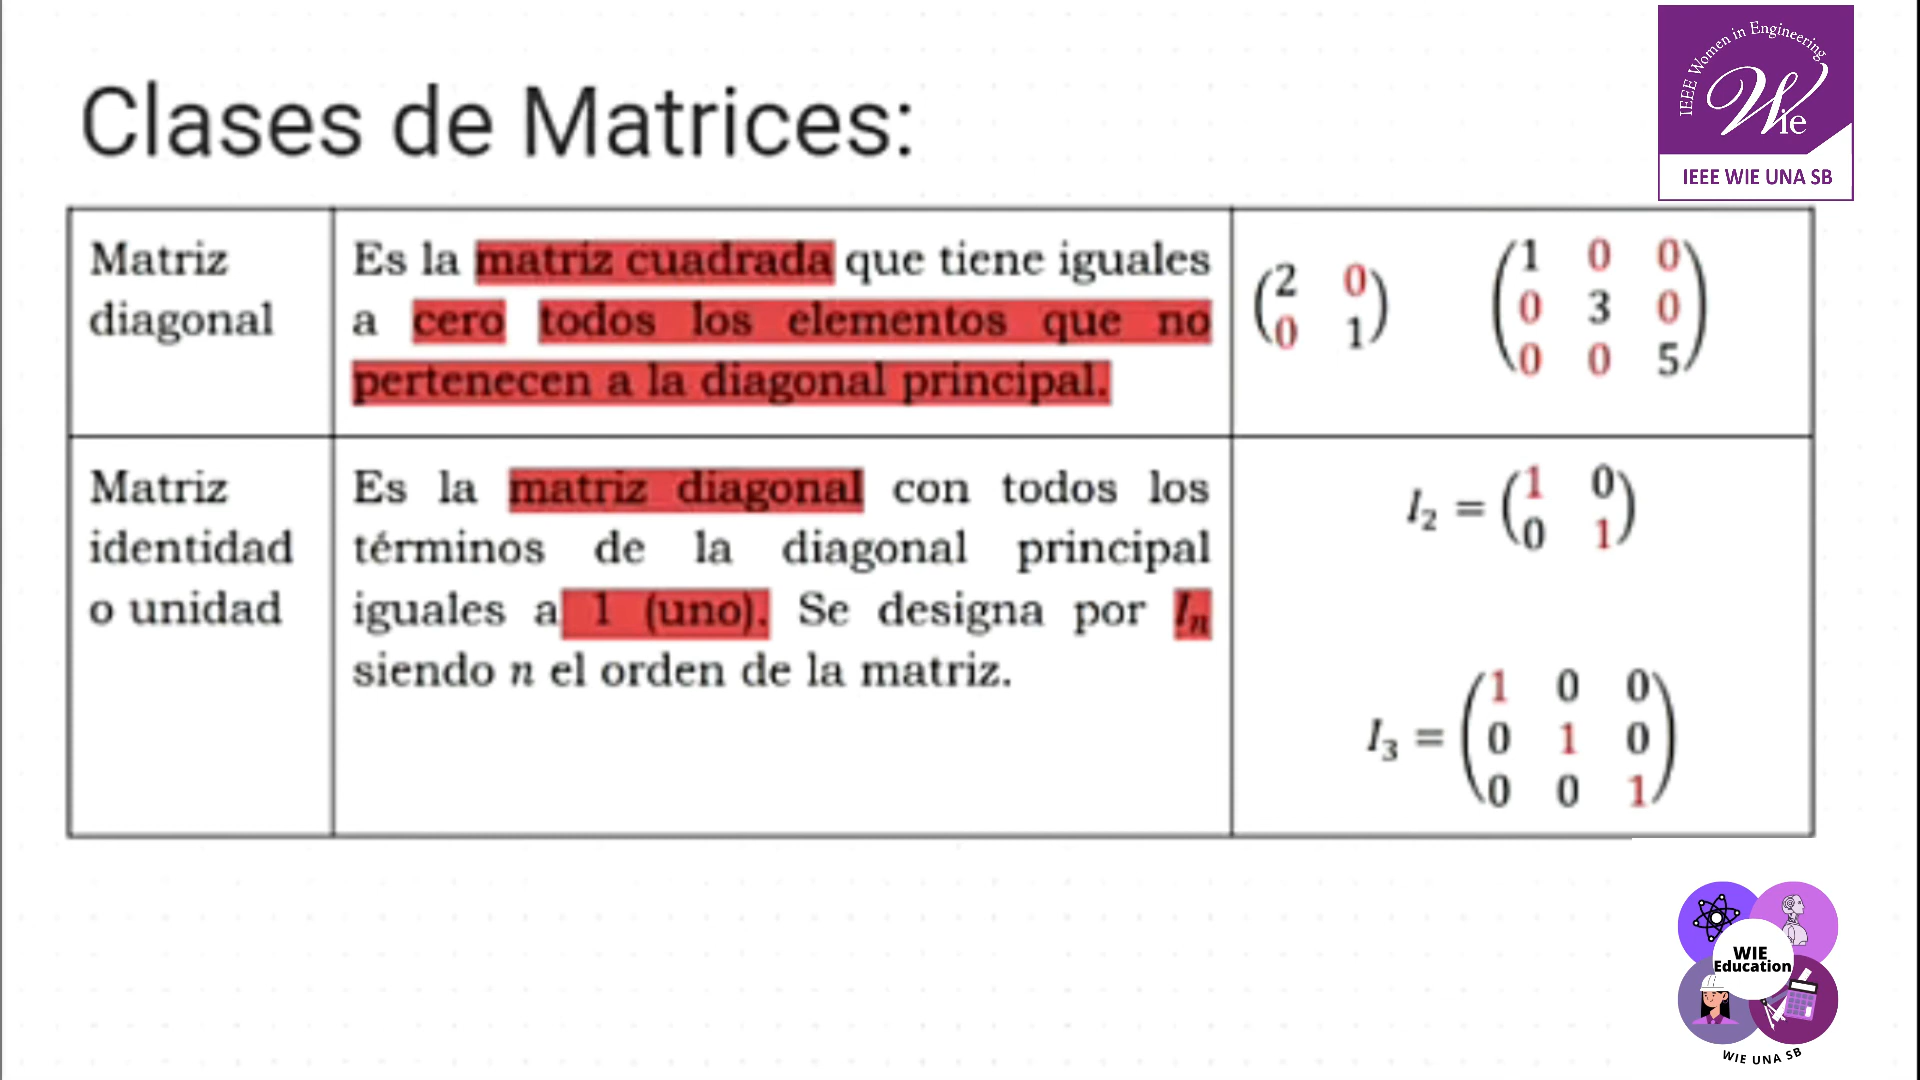 IEEE Women in Engineering
Wie
IEEE WIE UNA SB
Clases de Matrices:
Matriz
diagonal
Es la matriz cuadrada que tiene iguales
a cero todos los elementos que no
pertenecen a la diagonal principal.
2 0
0 1
1 0 0
0 3 0
0 0 5
Matriz
identidad
o unidad
Es la matriz diagonal con todos los
términos de la diagonal principal
iguales a 1 (uno). Se designa por Iₙ
siendo n el orden de la matriz.
I₂ =
1 0
0 1
I₃ =
1 0 0
0 1 0
0 0 1
WIE
Education
WIE UNA SB